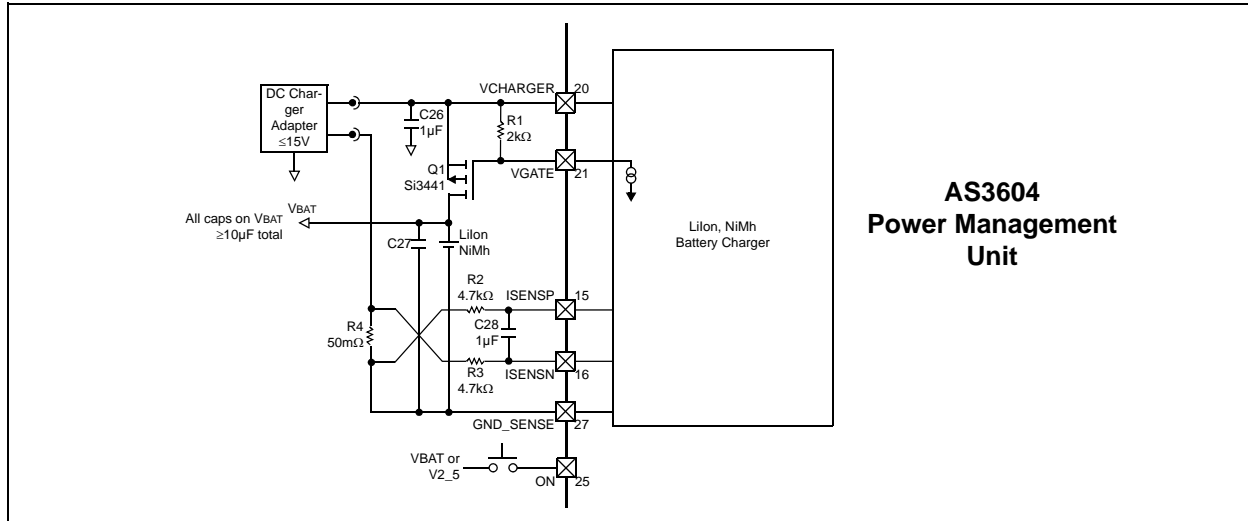 VCHARGER
20
DC Char-
ger
Adapter
≤15V
C26
1µF
R1
2kΩ
Q1
Si3441
VGATE
21
AS3604
Power Management
Unit
All caps on VBAT
≥10µF total
VBAT
C27
LiIon
NiMh
LiIon, NiMh
Battery Charger
R2
4.7kΩ
ISENSP
15
R4
50mΩ
C28
1µF
R3
4.7kΩ
ISENSN
16
GND_SENSE
27
VBAT or
V2_5
ON
25